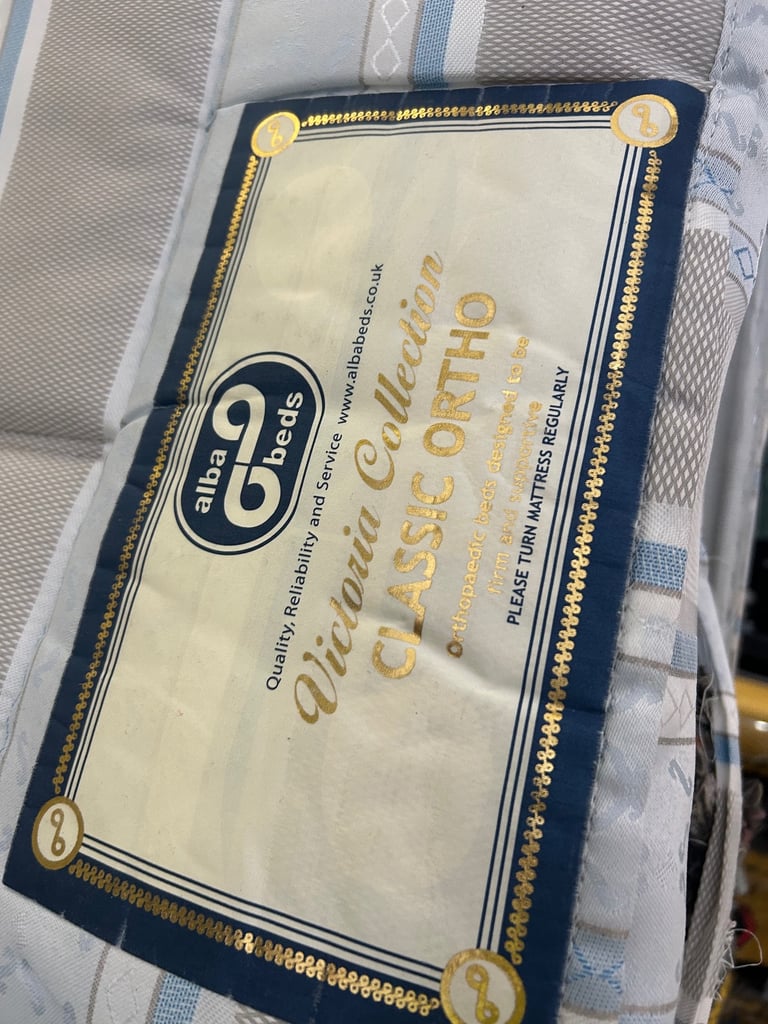 alba
beds
Quality, Reliability and Service www.albabeds.co.uk
Victoria Collection
CLASSIC ORTHO
Orthopaedic beds designed to be
firm and supportive
PLEASE TURN MATTRESS REGULARLY